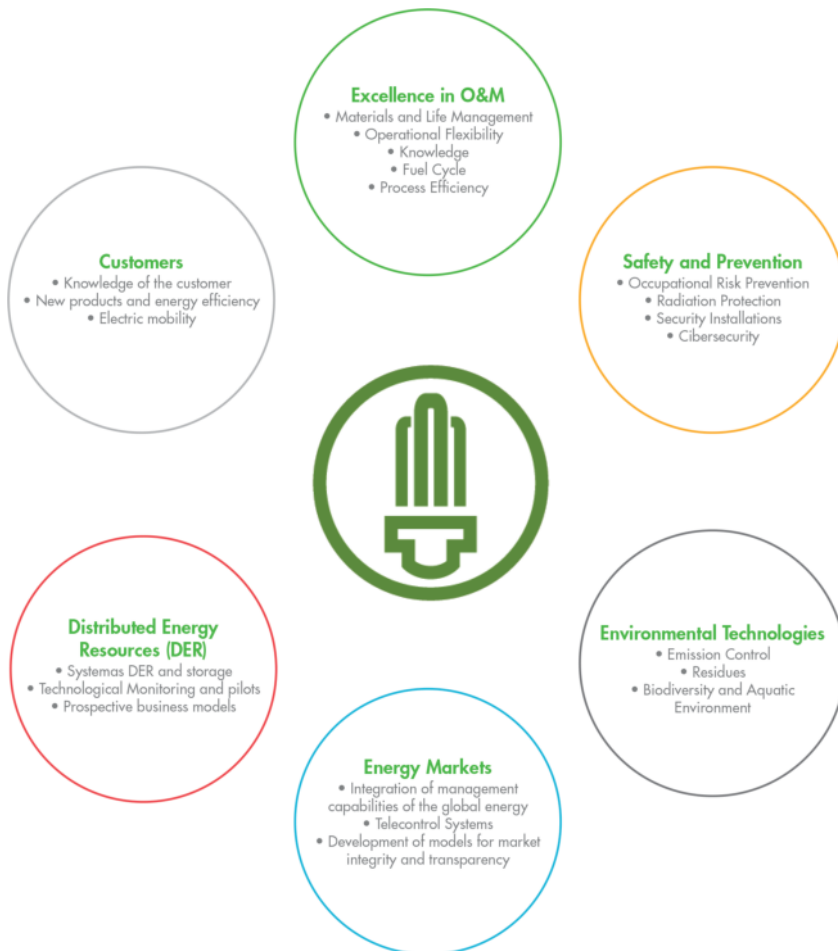 Excellence in O&M
• Materials and Life Management
• Operational Flexibility
• Knowledge
• Fuel Cycle
• Process Efficiency
Customers
• Knowledge of the customer
• New products and energy efficiency
• Electric mobility
Safety and Prevention
• Occupational Risk Prevention
• Radiation Protection
• Security Installations
• Cibersecurity
Distributed Energy
Resources (DER)
• Systemas DER and storage
• Technological Monitoring and pilots
• Prospective business models
Environmental Technologies
• Emission Control
• Residues
• Biodiversity and Aquatic
Environment
Energy Markets
• Integration of management
capabilities of the global energy
• Telecontrol Systems
• Development of models for market
integrity and transparency